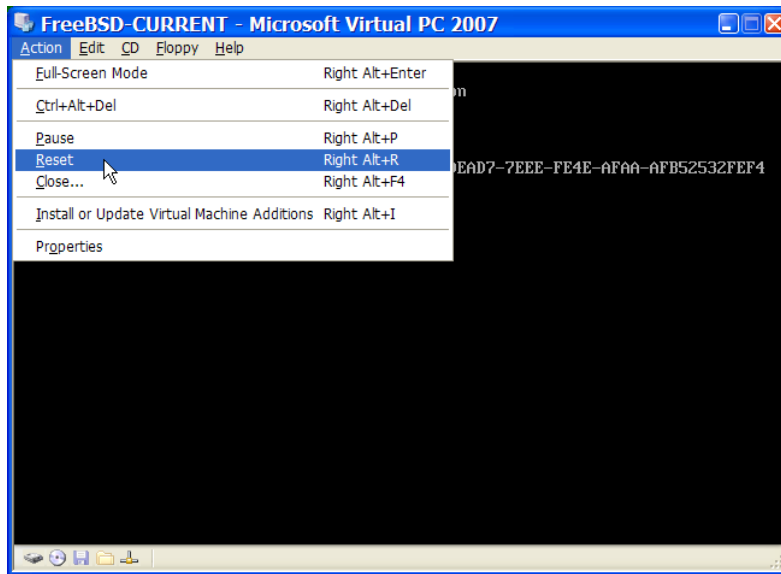 FreeBSD-CURRENT - Microsoft Virtual PC 2007
Action Edit CD Floppy Help
Full-Screen Mode Right Alt+Enter
on
Ctrl+Alt+Del Right Alt+Del
Pause Right Alt+P
Reset Right Alt+R
EAD7-7EEE-FE4E-AFAA-AFB52532FEF4
Close... Right Alt+F4
Install or Update Virtual Machine Additions Right Alt+I
Properties